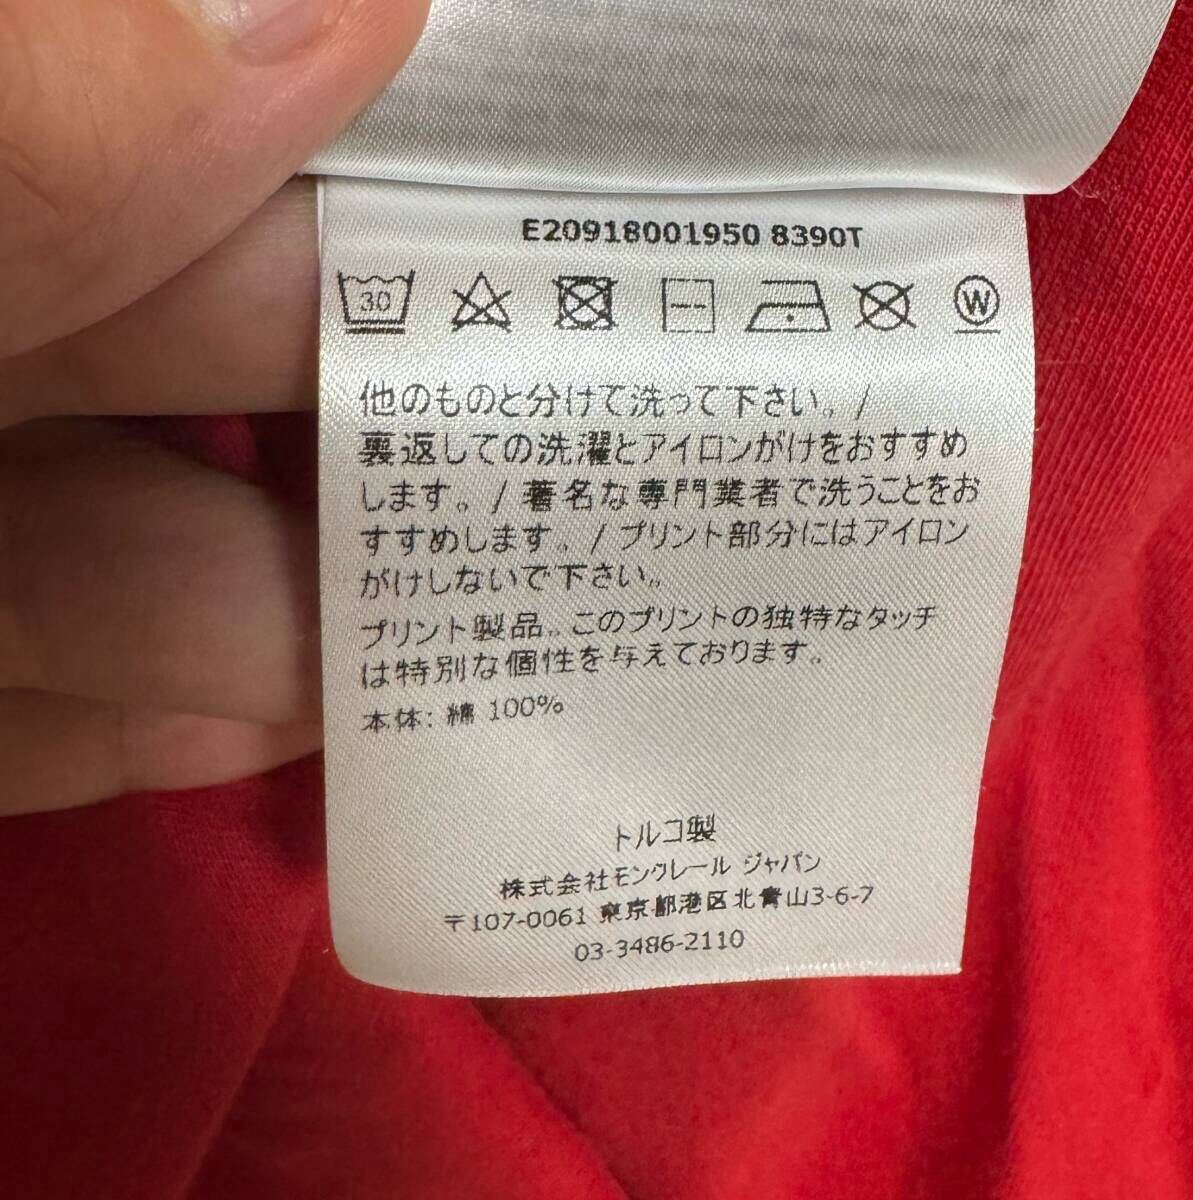 E20918001950 8390T
30
W
他のものと分けて洗って下さい。/
裏返しての洗濯とアイロンがけをおすすめ
します。/ 著名な専門業者で洗うことをお
すすめします。/ プリント部分にはアイロン
がけしないで下さい。
プリント製品。このプリントの独特なタッチ
は特別な個性を与えております。
本体: 綿 100%
トルコ製
株式会社モンクレール ジャパン
〒107-0061 東京都港区北青山3-6-7
03-3486-2110